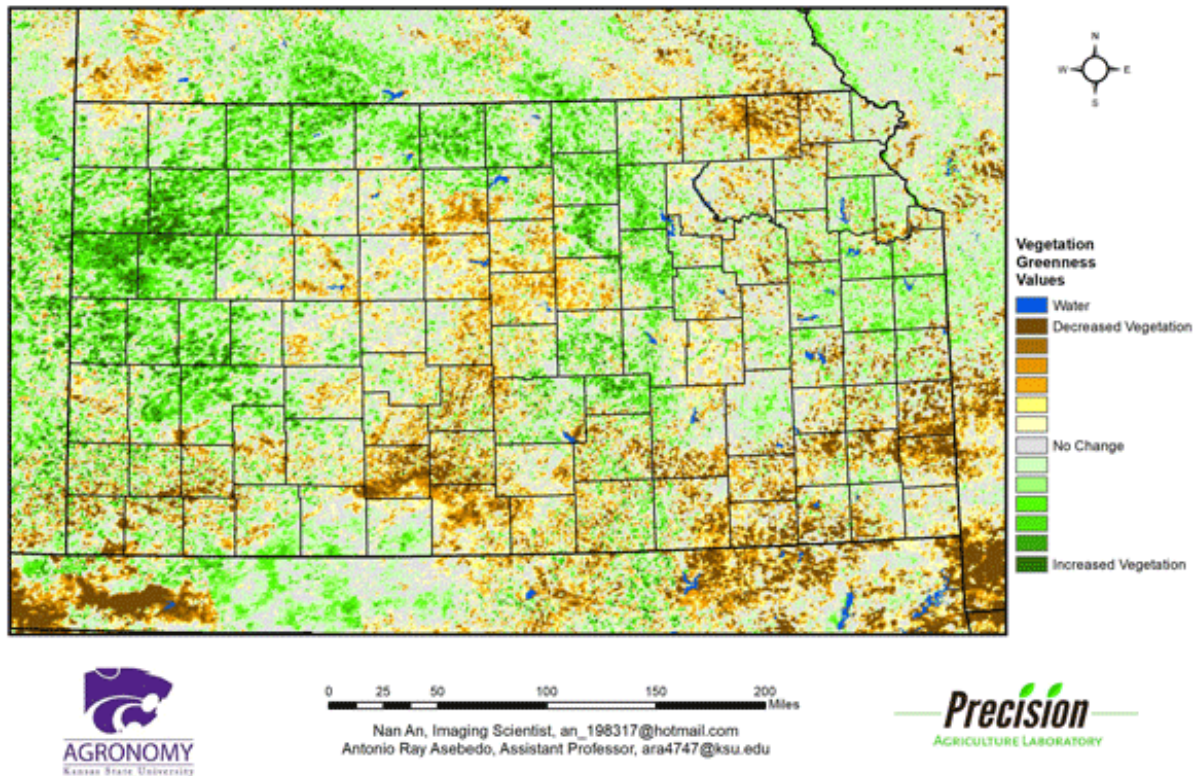 N
W E
S
Vegetation
Greenness
Values
Water
Decreased Vegetation
No Change
Increased Vegetation
0 25 50 100 150 200
Miles
Nan An, Imaging Scientist, an_198317@hotmail.com
Antonio Ray Asebedo, Assistant Professor, ara4747@ksu.edu
AGRONOMY
Kansas State University
Precision
AGRICULTURE LABORATORY